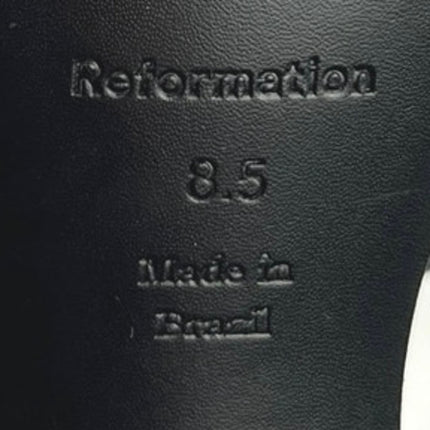 Reformation
8.5
Made in
Brazil